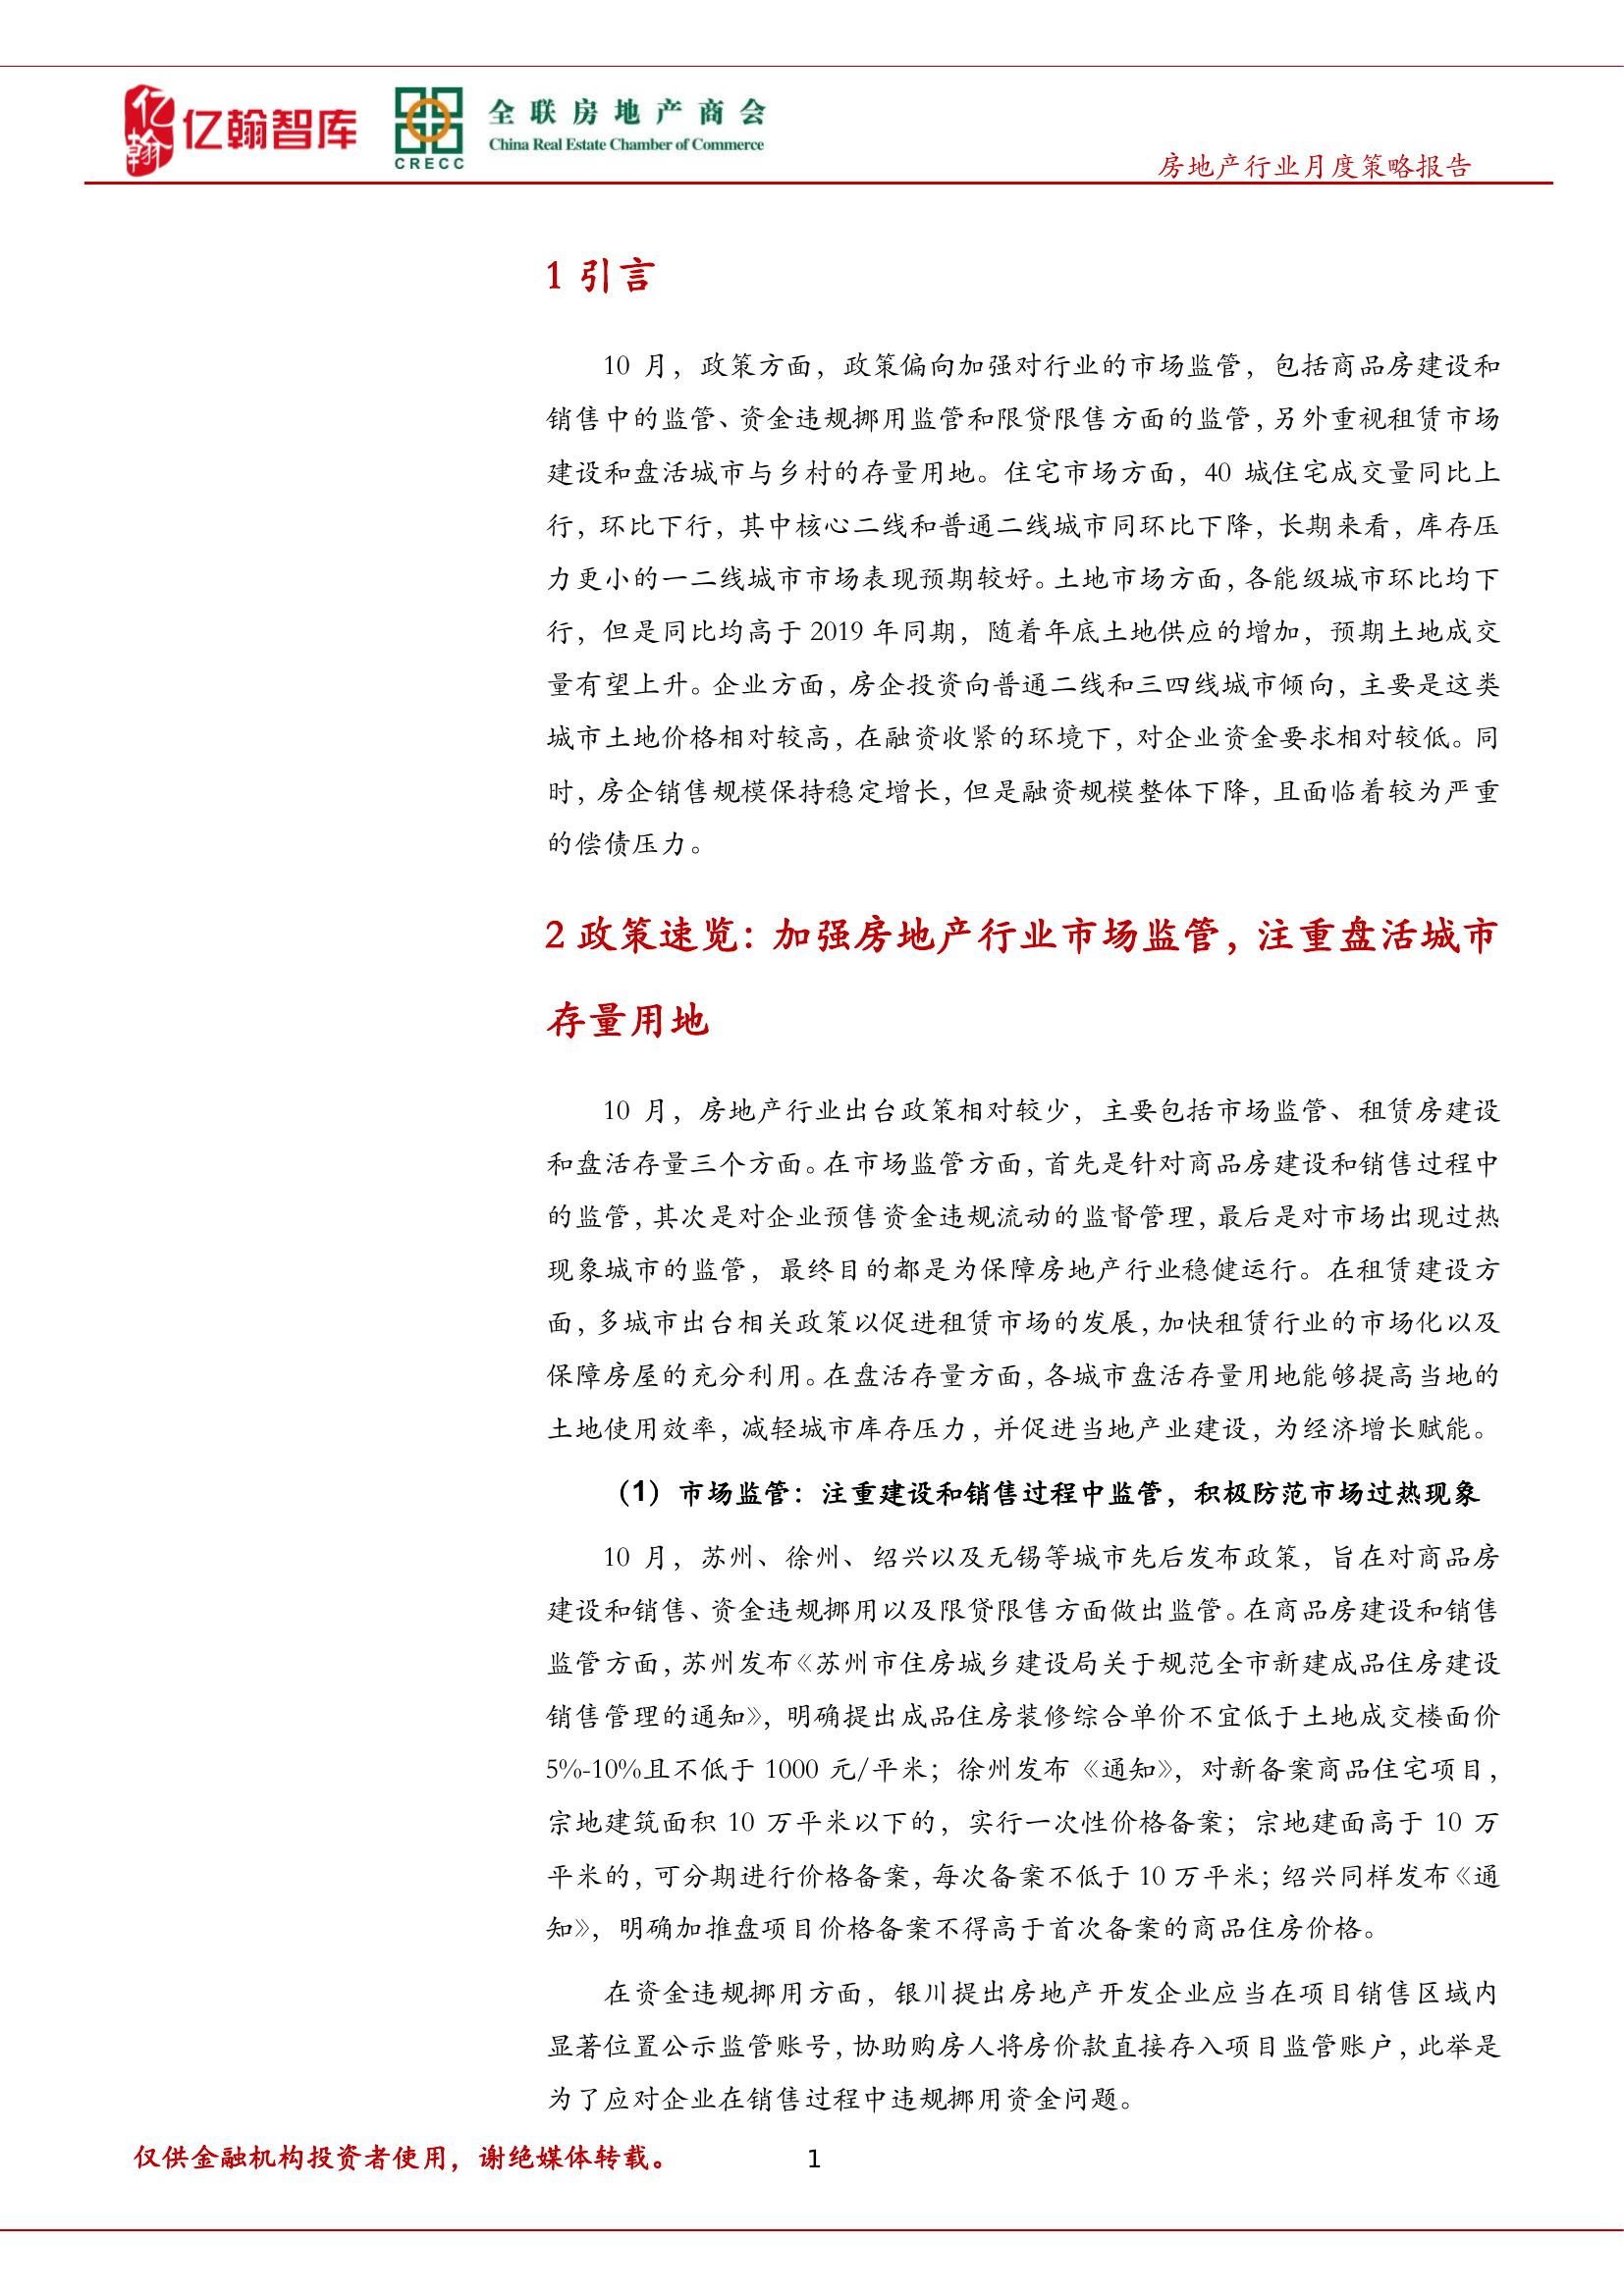 亿翰
亿翰智库
CRECC
全联房地产商会
China Real Estate Chamber of Commerce
房地产行业月度策略报告
1 引言
10 月，政策方面，政策偏向加强对行业的市场监管，包括商品房建设和
销售中的监管、资金违规挪用监管和限贷限售方面的监管，另外重视租赁市场
建设和盘活城市与乡村的存量用地。住宅市场方面，40 城住宅成交量同比上
行，环比下行，其中核心二线和普通二线城市同环比下降，长期来看，库存压
力更小的一二线城市市场表现预期较好。土地市场方面，各能级城市环比均下
行，但是同比均高于 2019 年同期，随着年底土地供应的增加，预期土地成交
量有望上升。企业方面，房企投资向普通二线和三四线城市倾向，主要是这类
城市土地价格相对较高，在融资收紧的环境下，对企业资金要求相对较低。同
时，房企销售规模保持稳定增长，但是融资规模整体下降，且面临着较为严重
的偿债压力。
2 政策速览：加强房地产行业市场监管，注重盘活城市
存量用地
10 月，房地产行业出台政策相对较少，主要包括市场监管、租赁房建设
和盘活存量三个方面。在市场监管方面，首先是针对商品房建设和销售过程中
的监管，其次是对企业预售资金违规流动的监督管理，最后是对市场出现过热
现象城市的监管，最终目的都是为保障房地产行业稳健运行。在租赁建设方
面，多城市出台相关政策以促进租赁市场的发展，加快租赁行业的市场化以及
保障房屋的充分利用。在盘活存量方面，各城市盘活存量用地能够提高当地的
土地使用效率，减轻城市库存压力，并促进当地产业建设，为经济增长赋能。
（1）市场监管：注重建设和销售过程中监管，积极防范市场过热现象
10 月，苏州、徐州、绍兴以及无锡等城市先后发布政策，旨在对商品房
建设和销售、资金违规挪用以及限贷限售方面做出监管。在商品房建设和销售
监管方面，苏州发布《苏州市住房城乡建设局关于规范全市新建成品住房建设
销售管理的通知》，明确提出成品住房装修综合单价不宜低于土地成交楼面价
5%-10%且不低于 1000 元/平米；徐州发布《通知》，对新备案商品住宅项目，
宗地建筑面积 10 万平米以下的，实行一次性价格备案；宗地建面高于 10 万
平米的，可分期进行价格备案，每次备案不低于 10 万平米；绍兴同样发布《通
知》，明确加推盘项目价格备案不得高于首次备案的商品住房价格。
在资金违规挪用方面，银川提出房地产开发企业应当在项目销售区域内
显著位置公示监管账号，协助购房人将房价款直接存入项目监管账户，此举是
为了应对企业在销售过程中违规挪用资金问题。
仅供金融机构投资者使用，谢绝媒体转载。
1